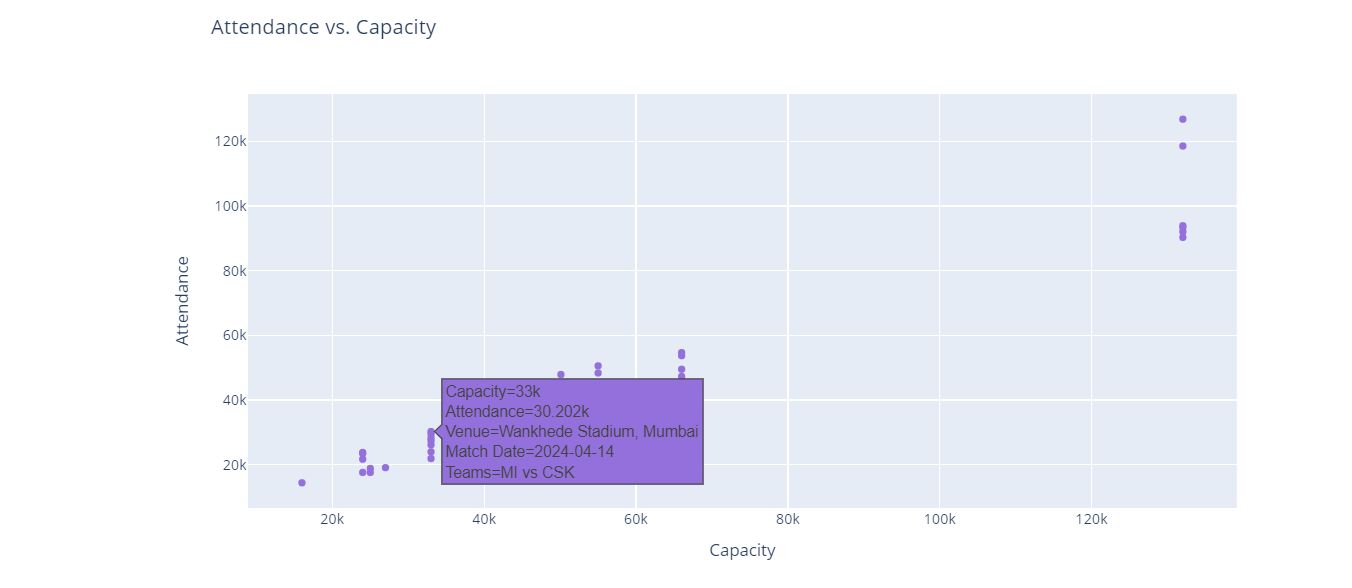 Attendance vs. Capacity
120k
100k
80k
60k
40k
20k
Attendance
Capacity=33k
Attendance=30.202k
Venue=Wankhede Stadium, Mumbai
Match Date=2024-04-14
Teams=MI vs CSK
20k 40k 60k 80k 100k 120k
Capacity